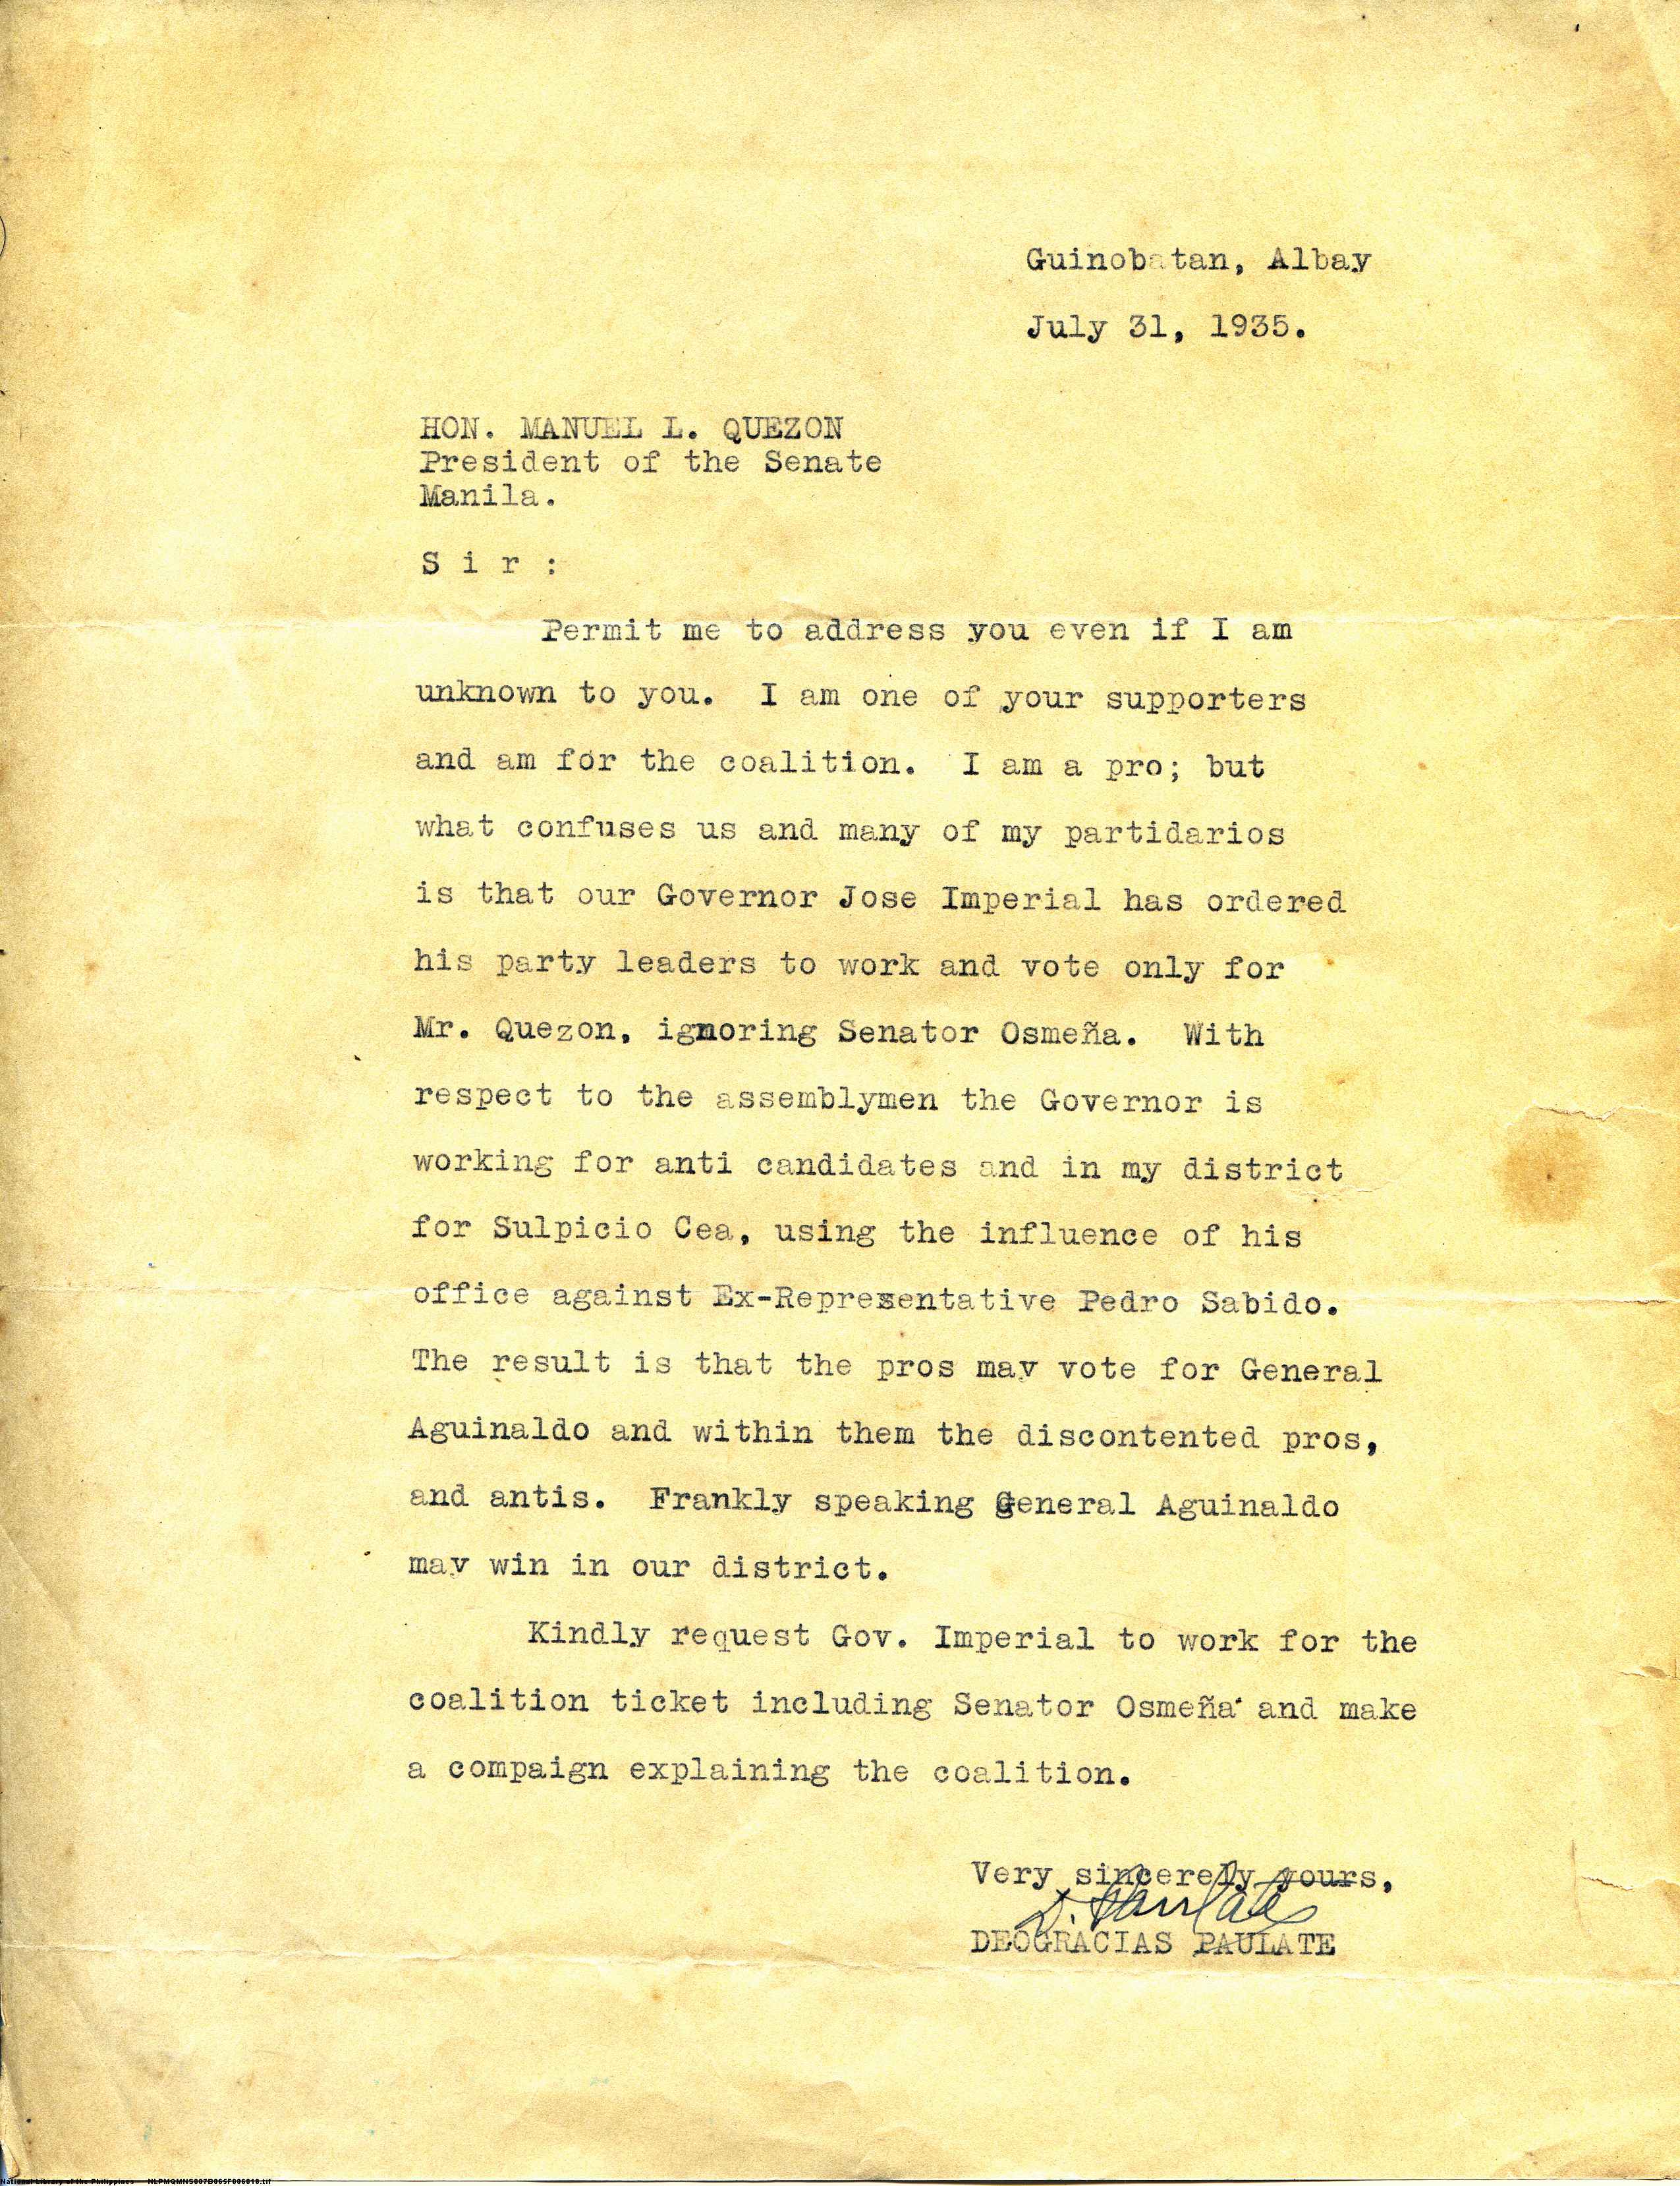 Guinobatan, Albay
July 31, 1935.
HON. MANUEL L. QUEZON
President of the Senate
Manila.
S i r :
Permit me to address you even if I am
unknown to you. I am one of your supporters
and am for the coalition. I am a pro; but
what confuses us and many of my partidarios
is that our Governor Jose Imperial has ordered
his party leaders to work and vote only for
Mr. Quezon, ignoring Senator Osmeña. With
respect to the assemblymen the Governor is
working for anti candidates and in my district
for Sulpicio Cea, using the influence of his
office against Ex-Representative Pedro Sabido.
The result is that the pros may vote for General
Aguinaldo and within them the discontented pros,
and antis. Frankly speaking General Aguinaldo
may win in our district.
Kindly request Gov. Imperial to work for the
coalition ticket including Senator Osmeña and make
a compaign explaining the coalition.
Very sincerely yours,
D. Paulate
DEOGRACIAS PAULATE
National Library of the Philippines